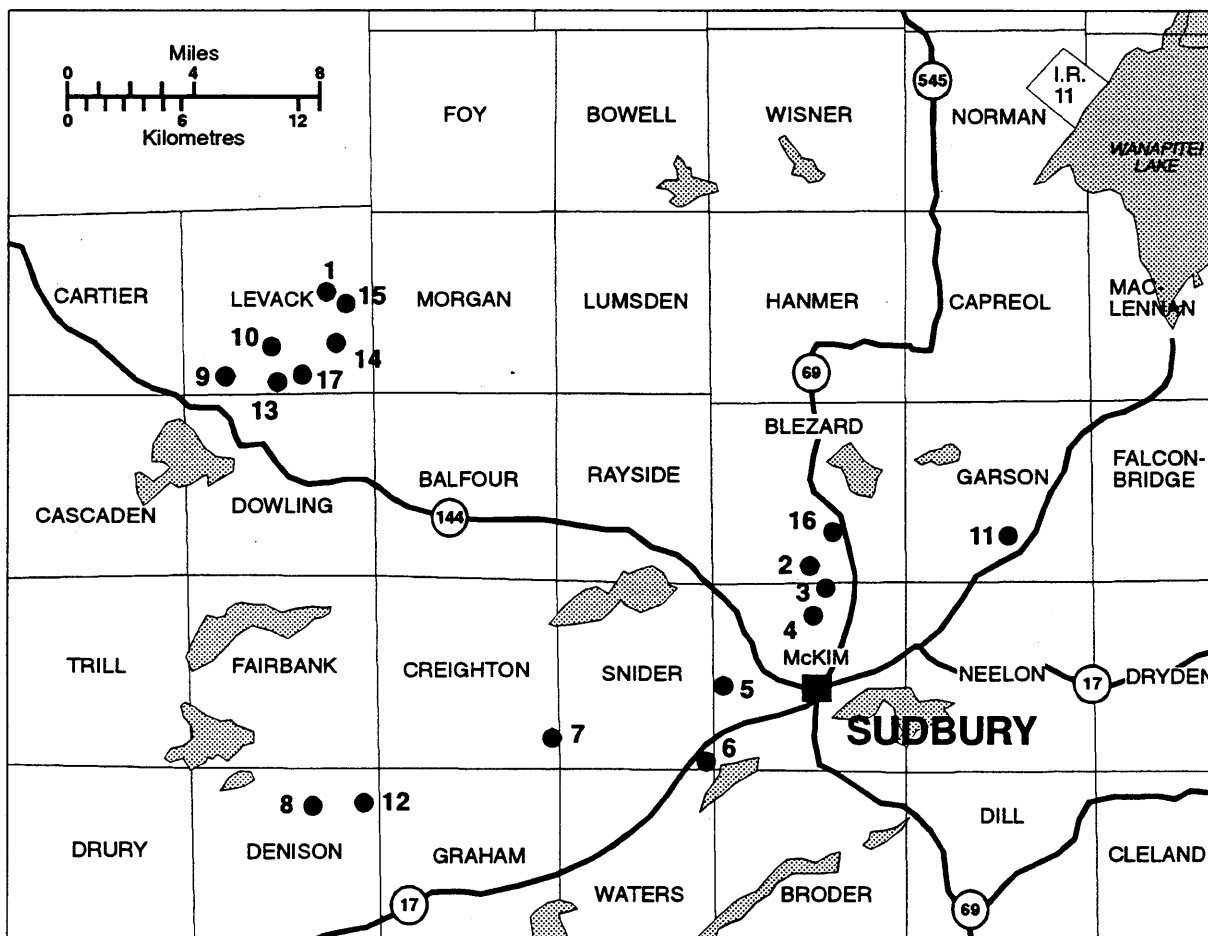 Miles
0 4 8
0 6 12
Kilometres
FOY
BOWELL
WISNER
545
NORMAN
I.R.
11
WANAPITEI
LAKE
CARTIER
LEVACK
1
15
MORGAN
LUMSDEN
HANMER
CAPREOL
MAC-
LENNAN
10
14
9
17
13
69
BLEZARD
CASCADEN
DOWLING
BALFOUR
144
RAYSIDE
GARSON
FALCON-
BRIDGE
16
11
2
3
4
TRILL
FAIRBANK
CREIGHTON
SNIDER
McKIM
NEELON
17
DRYDEN
5
SUDBURY
7
6
8
12
DRURY
DENISON
GRAHAM
DILL
CLELAND
17
WATERS
BRODER
69